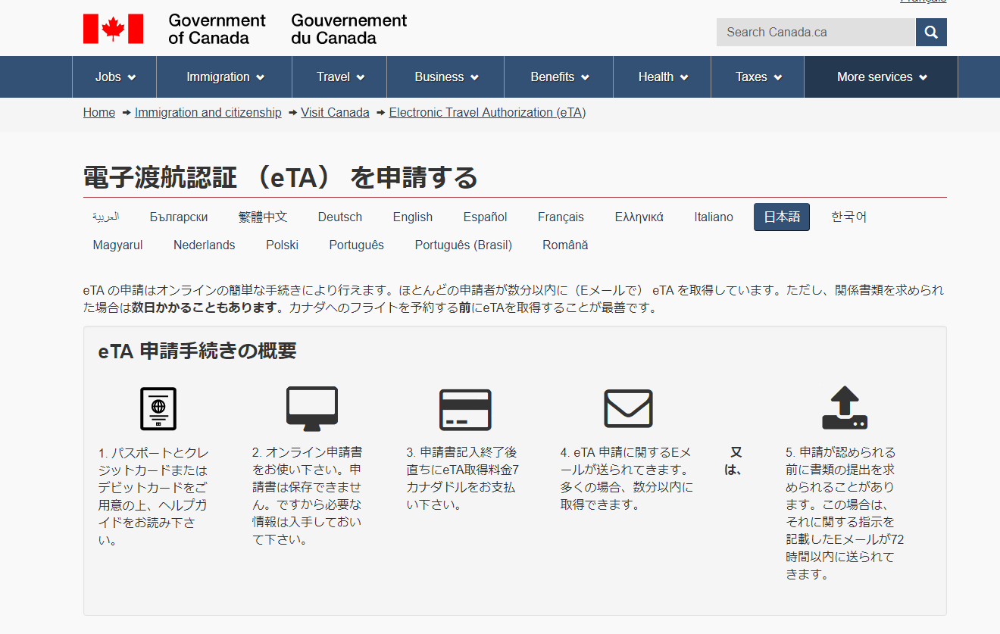 Français
Government
of Canada
Gouvernement
du Canada
Search Canada.ca
Jobs
Immigration
Travel
Business
Benefits
Health
Taxes
More services
Home
Immigration and citizenship
Visit Canada
Electronic Travel Authorization (eTA)
電子渡航認証 （eTA） を申請する
العربية
Български
繁體中文
Deutsch
English
Español
Français
Ελληνικά
Italiano
日本語
한국어
Magyarul
Nederlands
Polski
Português
Português (Brasil)
Română
eTA の申請はオンラインの簡単な手続きにより行えます。ほとんどの申請者が数分以内に（Eメールで） eTA を取得しています。ただし、関係書類を求められ
た場合は数日かかることもあります。カナダへのフライトを予約する前にeTAを取得することが最善です。
eTA 申請手続きの概要
1. パスポートとクレ
ジットカードまたは
デビットカードをご
用意の上、ヘルプガ
イドをお読み下さ
い。
2. オンライン申請書
をお使い下さい。申
請書は保存できませ
ん。ですから必要な
情報は入手しておい
て下さい。
3. 申請書記入終了後
直ちにeTA取得料金7
カナダドルをお支払
い下さい。
4. eTA 申請に関するEメ
ールが送られてきます。
多くの場合、数分以内に
取得できます。
又
は、
5. 申請が認められる
前に書類の提出を求
められることがあり
ます。この場合は、
それに関する指示を
記載したEメールが72
時間以内に送られて
きます。